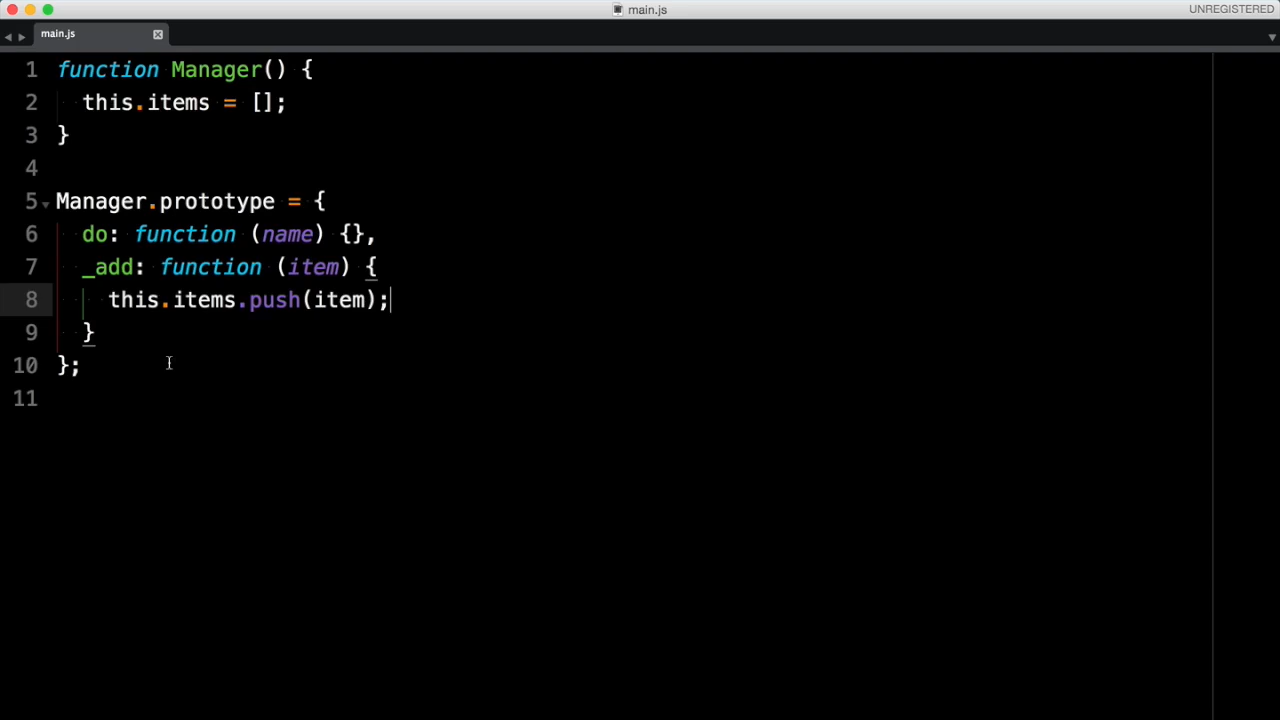 main.js
UNREGISTERED
main.js
1 function Manager() {
2 this.items = [];
3 }
4
5 Manager.prototype = {
6 do: function (name) {},
7 _add: function (item) {
8 this.items.push(item);
9 }
10 };
11